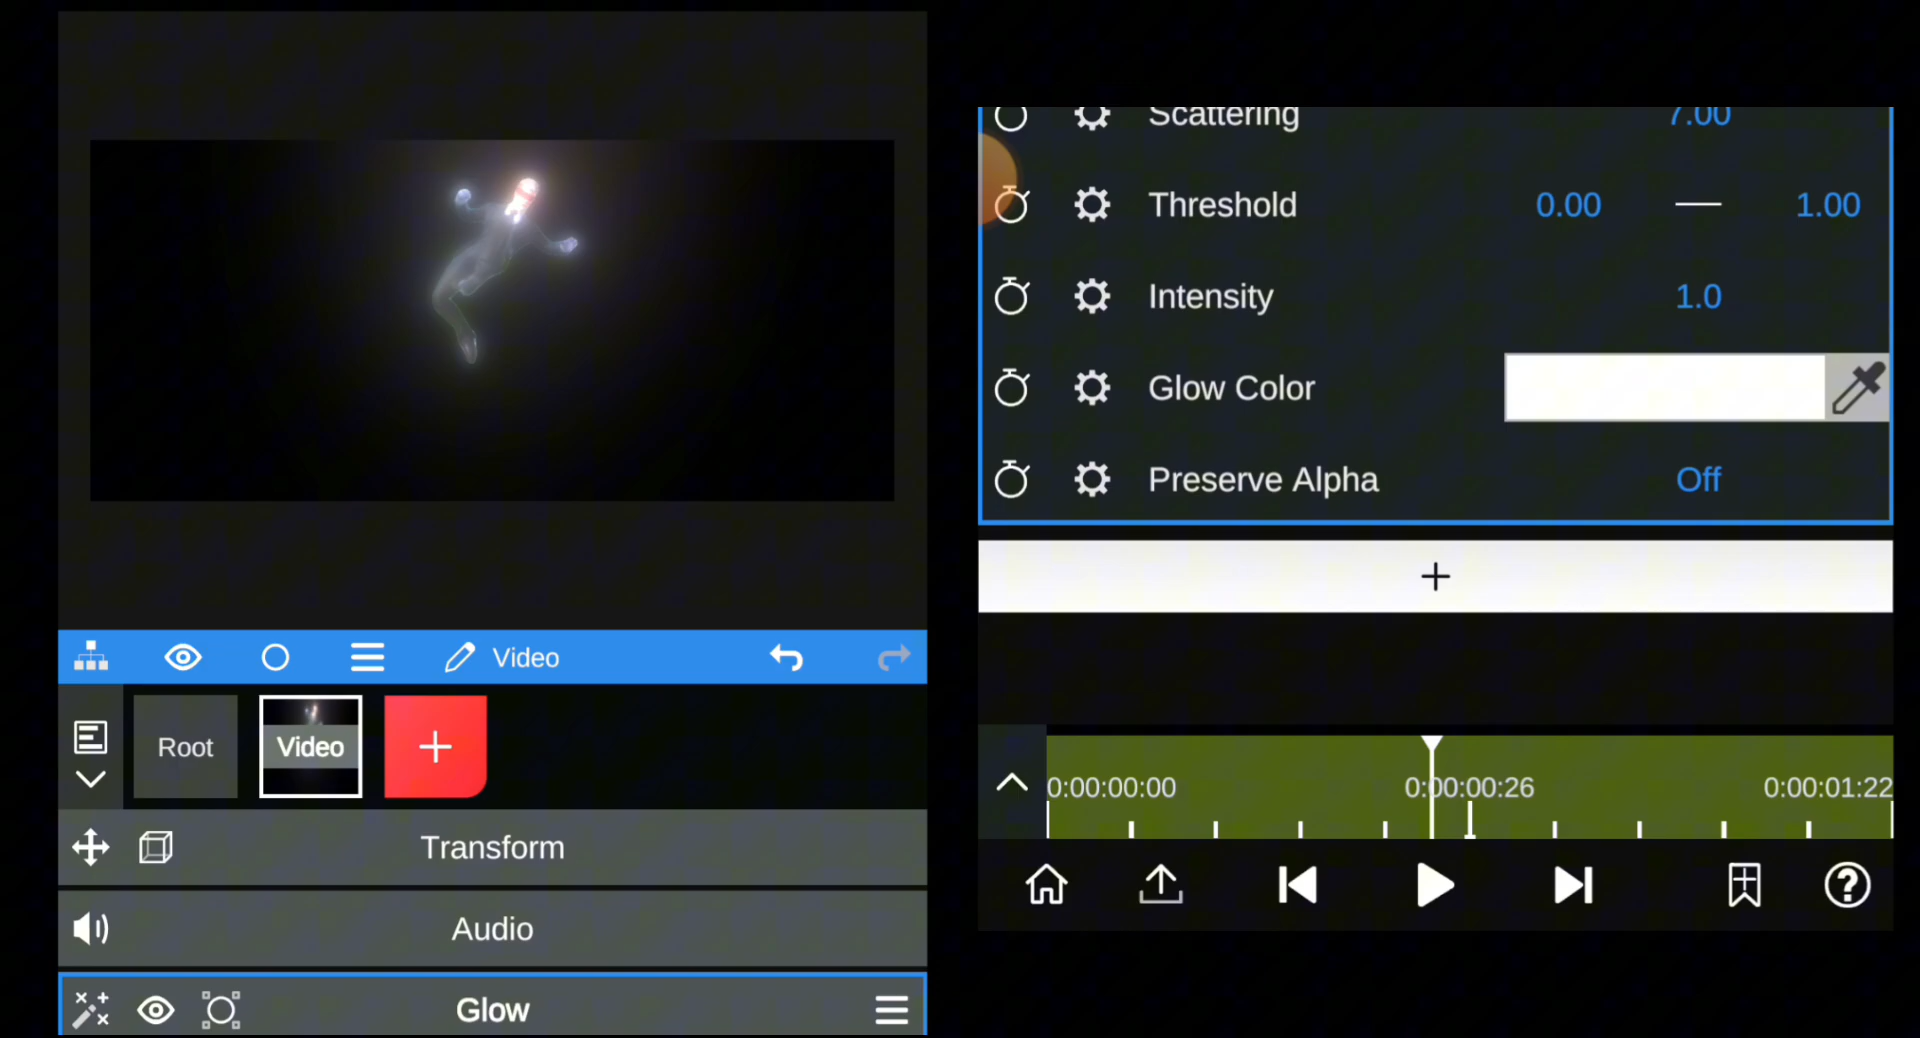 Video
Root
Video
Transform
Audio
Glow
Scattering 7.00
Threshold 0.00 1.00
Intensity 1.0
Glow Color
Preserve Alpha Off
0:00:00:00 0:00:00:26 0:00:01:22